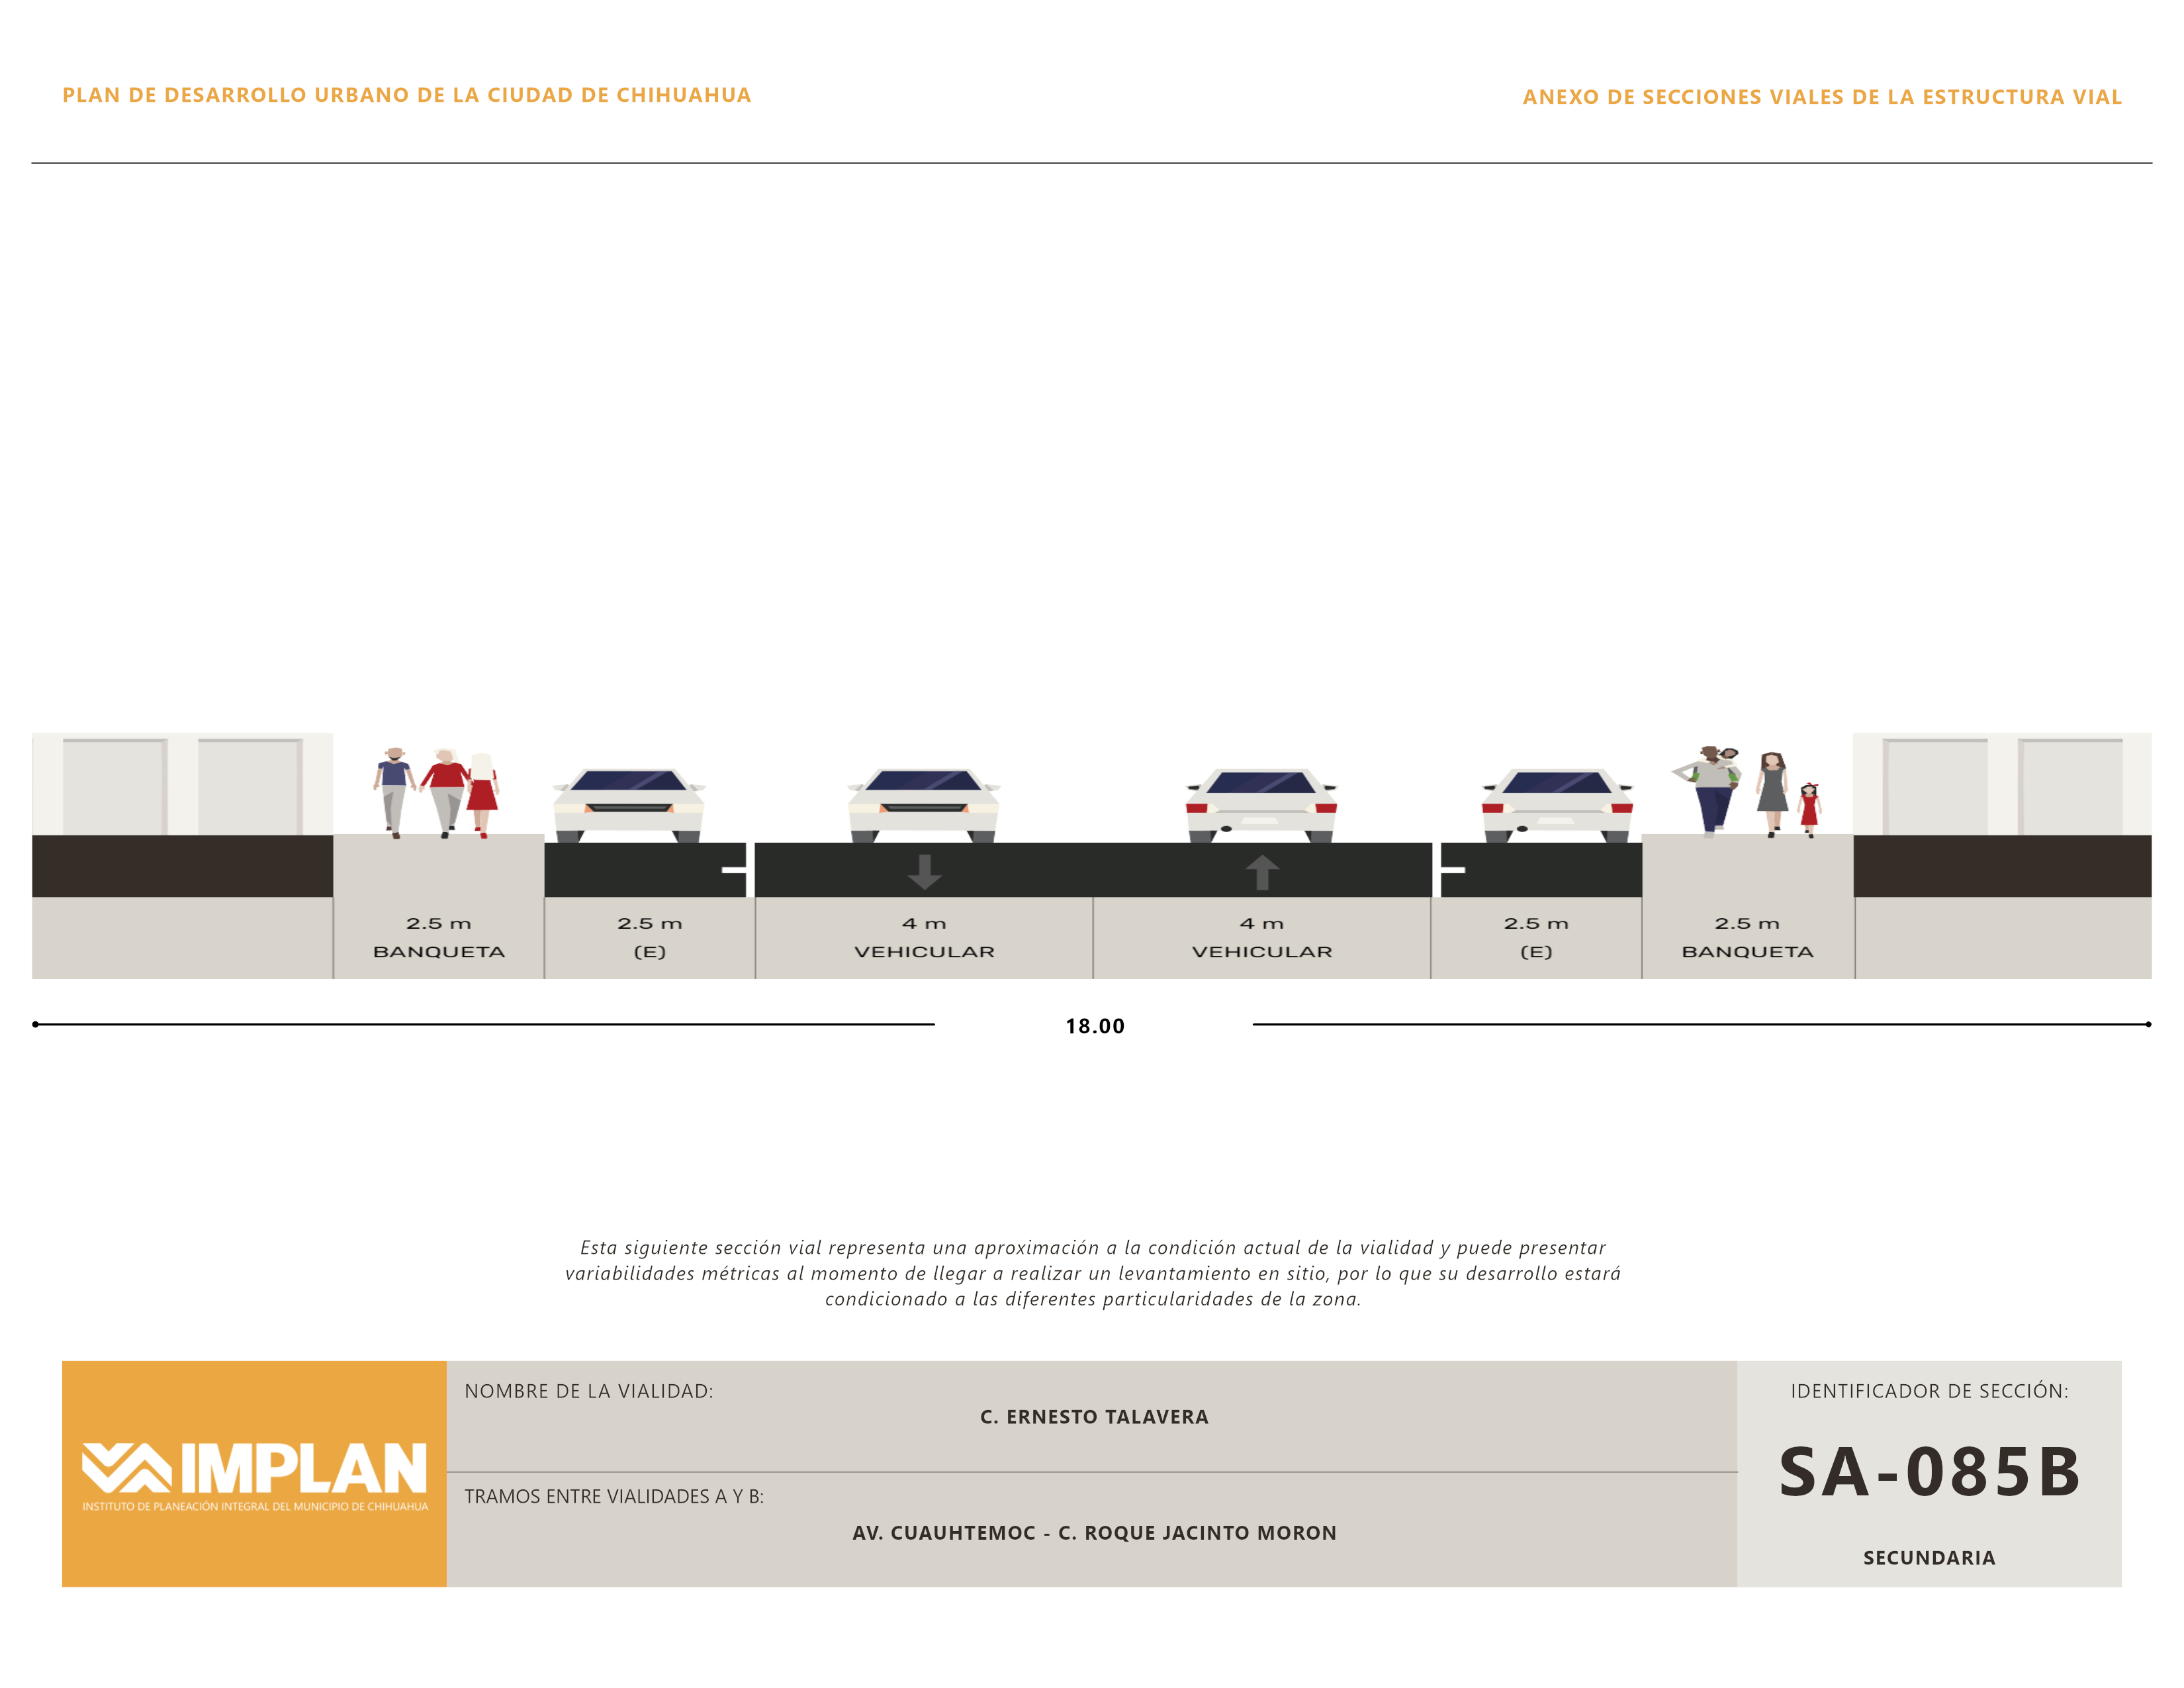 PLAN DE DESARROLLO URBANO DE LA CIUDAD DE CHIHUAHUA
ANEXO DE SECCIONES VIALES DE LA ESTRUCTURA VIAL
2.5 m
BANQUETA
2.5 m
(E)
4 m
VEHICULAR
4 m
VEHICULAR
2.5 m
(E)
2.5 m
BANQUETA
18.00
Esta siguiente sección vial representa una aproximación a la condición actual de la vialidad y puede presentar
variabilidades métricas al momento de llegar a realizar un levantamiento en sitio, por lo que su desarrollo estará
condicionado a las diferentes particularidades de la zona.
IMPLAN
INSTITUTO DE PLANEACIÓN INTEGRAL DEL MUNICIPIO DE CHIHUAHUA
NOMBRE DE LA VIALIDAD:
C. ERNESTO TALAVERA
TRAMOS ENTRE VIALIDADES A Y B:
AV. CUAUHTEMOC - C. ROQUE JACINTO MORON
IDENTIFICADOR DE SECCIÓN:
SA-085B
SECUNDARIA